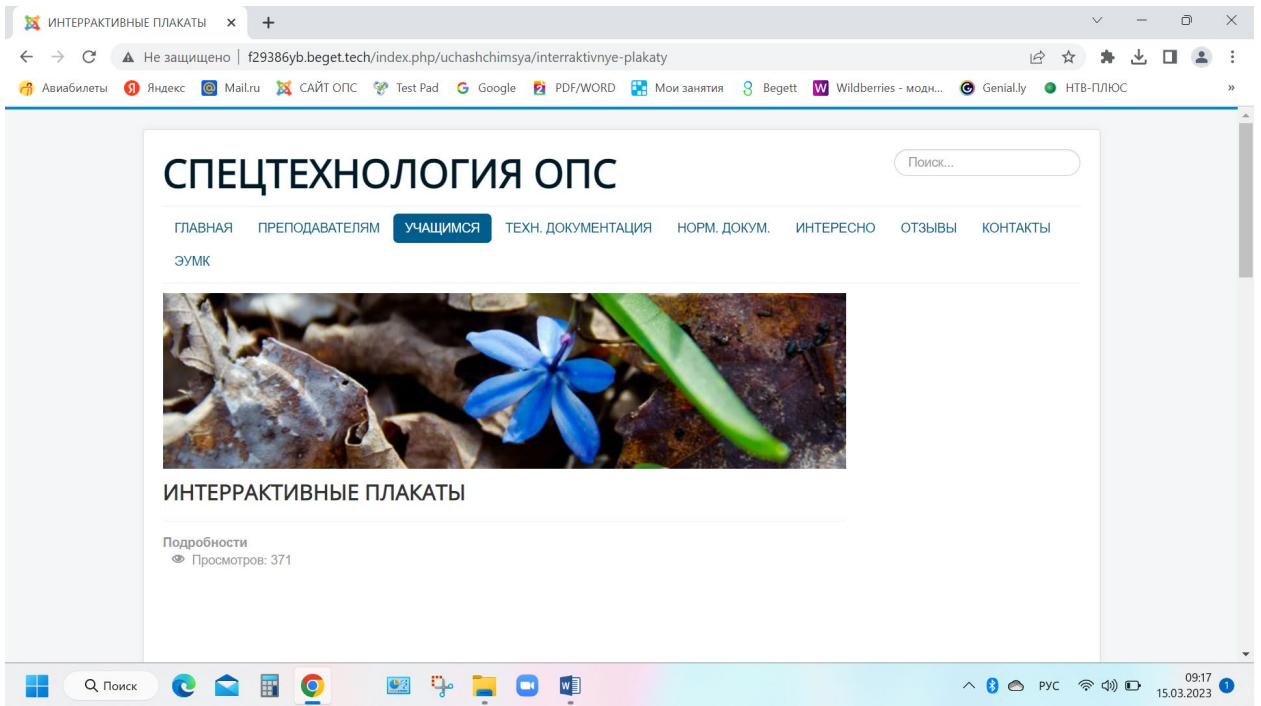 ИНТЕРРАКТИВНЫЕ ПЛАКАТЫ
Не защищено | f29386yb.beget.tech/index.php/uchashchimsya/interraktivnye-plakaty
Авиабилеты Яндекс Mail.ru САЙТ ОПС Test Pad Google PDF/WORD Мои занятия Begett Wildberries - модн... Genial.ly НТВ-ПЛЮС »
СПЕЦТЕХНОЛОГИЯ ОПС
Поиск...
ГЛАВНАЯ ПРЕПОДАВАТЕЛЯМ УЧАЩИМСЯ ТЕХН. ДОКУМЕНТАЦИЯ НОРМ. ДОКУМ. ИНТЕРЕСНО ОТЗЫВЫ КОНТАКТЫ
ЭУМК
ИНТЕРРАКТИВНЫЕ ПЛАКАТЫ
Подробности
Просмотров: 371
Поиск
РУС
09:17
15.03.2023
1